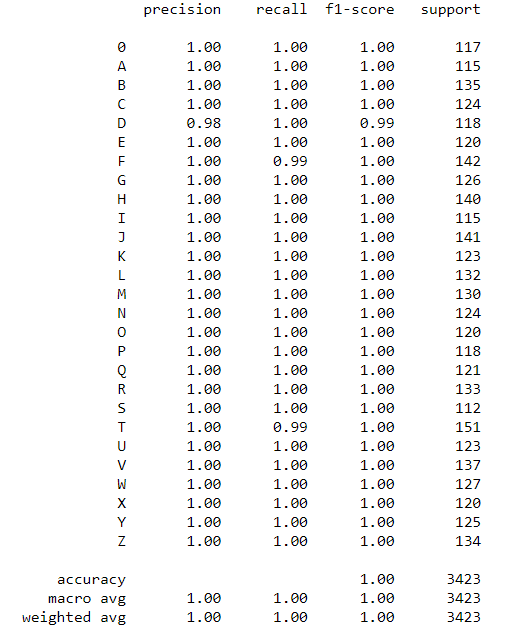 precision recall f1-score support
0 1.00 1.00 1.00 117
A 1.00 1.00 1.00 115
B 1.00 1.00 1.00 135
C 1.00 1.00 1.00 124
D 0.98 1.00 0.99 118
E 1.00 1.00 1.00 120
F 1.00 0.99 1.00 142
G 1.00 1.00 1.00 126
H 1.00 1.00 1.00 140
I 1.00 1.00 1.00 115
J 1.00 1.00 1.00 141
K 1.00 1.00 1.00 123
L 1.00 1.00 1.00 132
M 1.00 1.00 1.00 130
N 1.00 1.00 1.00 124
O 1.00 1.00 1.00 120
P 1.00 1.00 1.00 118
Q 1.00 1.00 1.00 121
R 1.00 1.00 1.00 133
S 1.00 1.00 1.00 112
T 1.00 0.99 1.00 151
U 1.00 1.00 1.00 123
V 1.00 1.00 1.00 137
W 1.00 1.00 1.00 127
X 1.00 1.00 1.00 120
Y 1.00 1.00 1.00 125
Z 1.00 1.00 1.00 134
accuracy 1.00 3423
macro avg 1.00 1.00 1.00 3423
weighted avg 1.00 1.00 1.00 3423